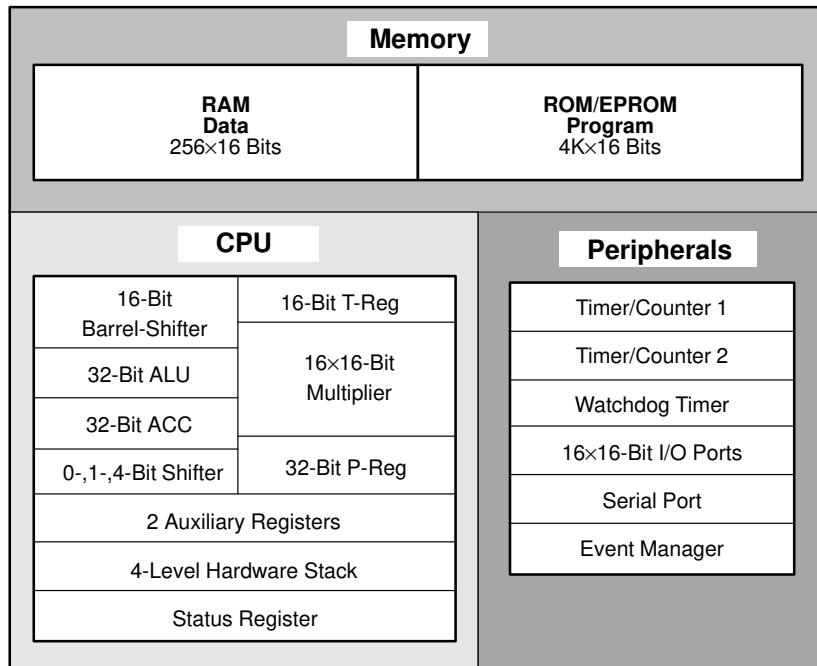 Memory
RAM
Data
256×16 Bits
ROM/EPROM
Program
4K×16 Bits
CPU
16-Bit
Barrel-Shifter
32-Bit ALU
32-Bit ACC
0-,1-,4-Bit Shifter
16-Bit T-Reg
16×16-Bit
Multiplier
32-Bit P-Reg
2 Auxiliary Registers
4-Level Hardware Stack
Status Register
Peripherals
Timer/Counter 1
Timer/Counter 2
Watchdog Timer
16×16-Bit I/O Ports
Serial Port
Event Manager